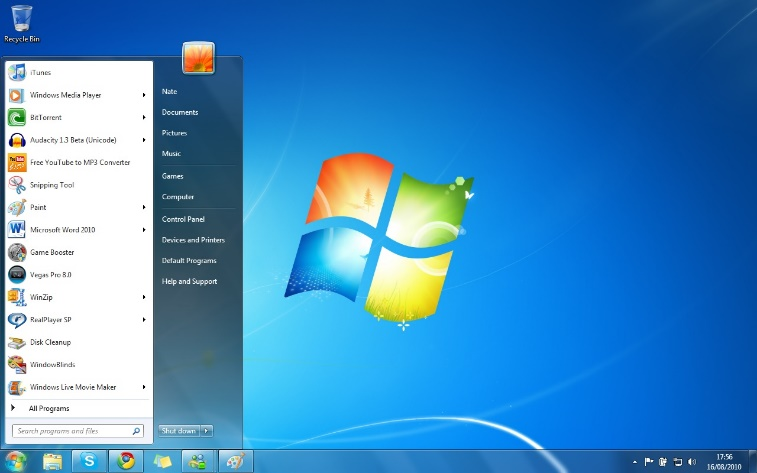 Recycle Bin
iTunes
Windows Media Player
BitTorrent
Audacity 1.3 Beta (Unicode)
Free YouTube to MP3 Converter
Snipping Tool
Paint
Microsoft Word 2010
Game Booster
Vegas Pro 8.0
WinZip
RealPlayer SP
Disk Cleanup
WindowBlinds
Windows Live Movie Maker
All Programs
Search programs and files
Nate
Documents
Pictures
Music
Games
Computer
Control Panel
Devices and Printers
Default Programs
Help and Support
Shut down
17:56
16/08/2010